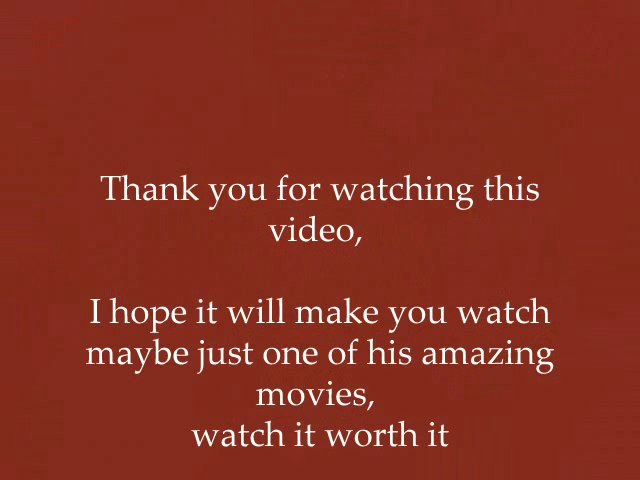 Thank you for watching this
video,
I hope it will make you watch
maybe just one of his amazing
movies,
watch it worth it